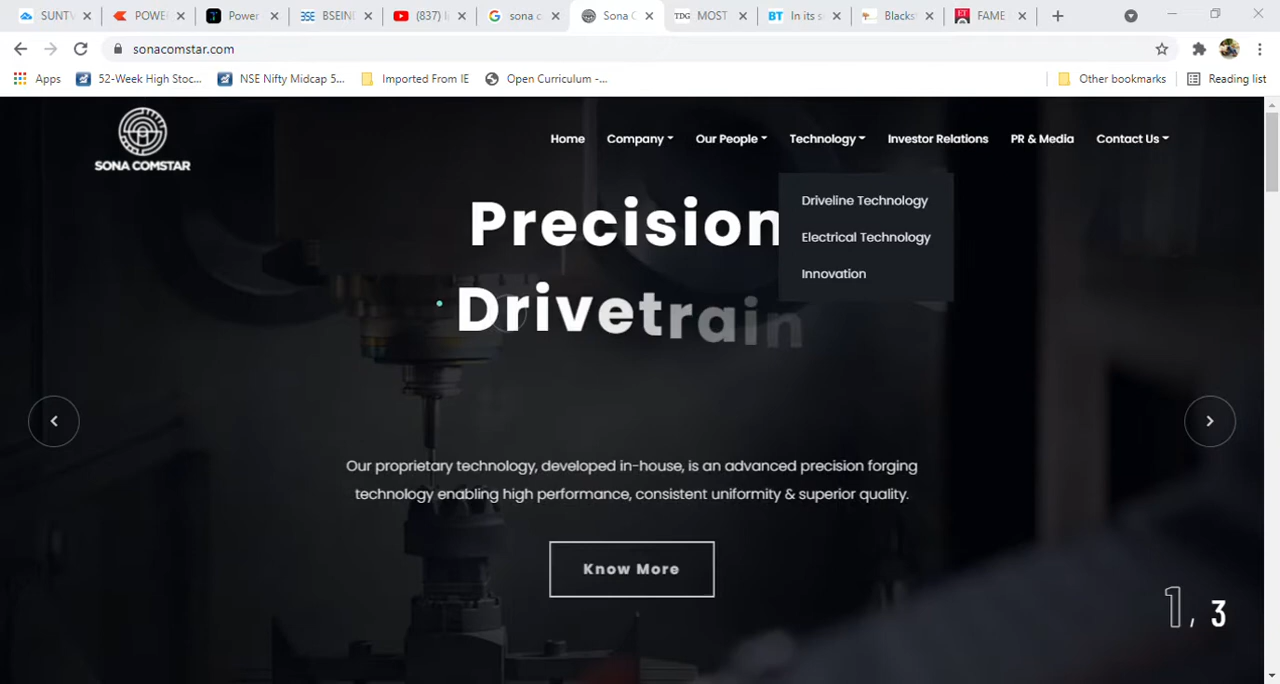 SUNT
POWE
Power
BSEIN
(837) li
sona c
Sona C
MOST
In its s
Blacks
FAME I
sonacomstar.com
Apps
52-Week High Stoc...
NSE Nifty Midcap 5...
Imported From IE
Open Curriculum -...
Other bookmarks
Reading list
SONA COMSTAR
Home
Company
Our People
Technology
Investor Relations
PR & Media
Contact Us
Driveline Technology
Electrical Technology
Innovation
Precision
Drivetrain
Our proprietary technology, developed in-house, is an advanced precision forging
technology enabling high performance, consistent uniformity & superior quality.
Know More
1, 3